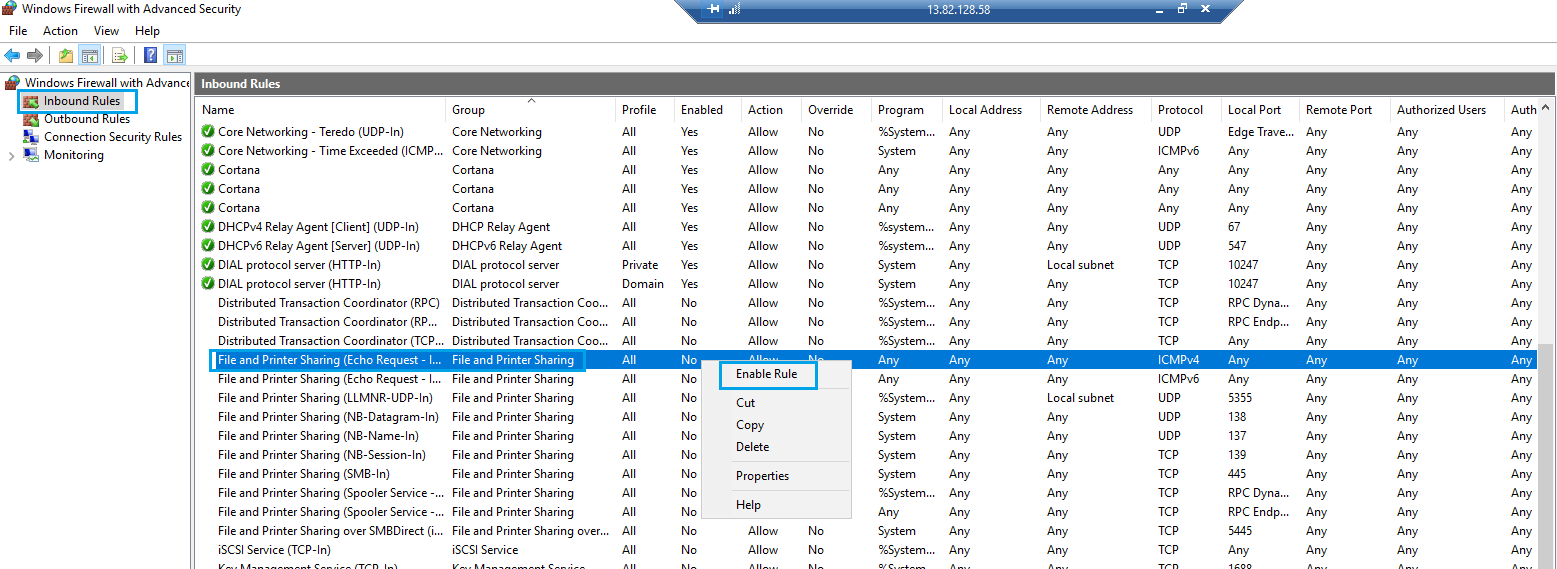 Windows Firewall with Advanced Security
13.82.128.58
File Action View Help
Windows Firewall with Advance
Inbound Rules
Outbound Rules
Connection Security Rules
Monitoring
Inbound Rules
Name Group Profile Enabled Action Override Program Local Address Remote Address Protocol Local Port Remote Port Authorized Users Auth
Core Networking - Teredo (UDP-In) Core Networking All Yes Allow No %System... Any Any UDP Edge Trave... Any Any Any
Core Networking - Time Exceeded (ICMP... Core Networking All Yes Allow No System Any Any ICMPv6 Any Any Any Any
Cortana Cortana All Yes Allow No Any Any Any Any Any Any Any Any
Cortana Cortana All Yes Allow No Any Any Any Any Any Any Any Any
Cortana Cortana All Yes Allow No Any Any Any Any Any Any Any Any
DHCPv4 Relay Agent [Client] (UDP-In) DHCP Relay Agent All Yes Allow No %system... Any Any UDP 67 Any Any Any
DHCPv6 Relay Agent [Server] (UDP-In) DHCPv6 Relay Agent All Yes Allow No %system... Any Any UDP 547 Any Any Any
DIAL protocol server (HTTP-In) DIAL protocol server Private Yes Allow No System Any Local subnet TCP 10247 Any Any Any
DIAL protocol server (HTTP-In) DIAL protocol server Domain Yes Allow No System Any Any TCP 10247 Any Any Any
Distributed Transaction Coordinator (RPC) Distributed Transaction Coo... All No Allow No %System... Any Any TCP RPC Dyna... Any Any Any
Distributed Transaction Coordinator (RP... Distributed Transaction Coo... All No Allow No %System... Any Any TCP RPC Endp... Any Any Any
Distributed Transaction Coordinator (TCP... Distributed Transaction Coo... All No Allow No %System... Any Any TCP Any Any Any Any
File and Printer Sharing (Echo Request - I... File and Printer Sharing All No Allow No Any Any Any ICMPv4 Any Any Any Any
File and Printer Sharing (Echo Request - I... File and Printer Sharing All No Any Any Any ICMPv6 Any Any Any Any
File and Printer Sharing (LLMNR-UDP-In) File and Printer Sharing All No %System... Any Local subnet UDP 5355 Any Any Any
File and Printer Sharing (NB-Datagram-In) File and Printer Sharing All No System Any Any UDP 138 Any Any Any
File and Printer Sharing (NB-Name-In) File and Printer Sharing All No System Any Any UDP 137 Any Any Any
File and Printer Sharing (NB-Session-In) File and Printer Sharing All No System Any Any TCP 139 Any Any Any
File and Printer Sharing (SMB-In) File and Printer Sharing All No System Any Any TCP 445 Any Any Any
File and Printer Sharing (Spooler Service -... File and Printer Sharing All No %System... Any Any TCP RPC Dyna... Any Any Any
File and Printer Sharing (Spooler Service -... File and Printer Sharing All No Any Any Any TCP RPC Endp... Any Any Any
File and Printer Sharing over SMBDirect (i... File and Printer Sharing over... All No Allow No System Any Any TCP 5445 Any Any Any
iSCSI Service (TCP-In) iSCSI Service All No Allow No %System... Any Any TCP Any Any Any Any
Key Management Service (TCP-In) Key Management Service All No Allow No %System... Any Any TCP 1688 Any Any Any
Enable Rule
Cut
Copy
Delete
Properties
Help